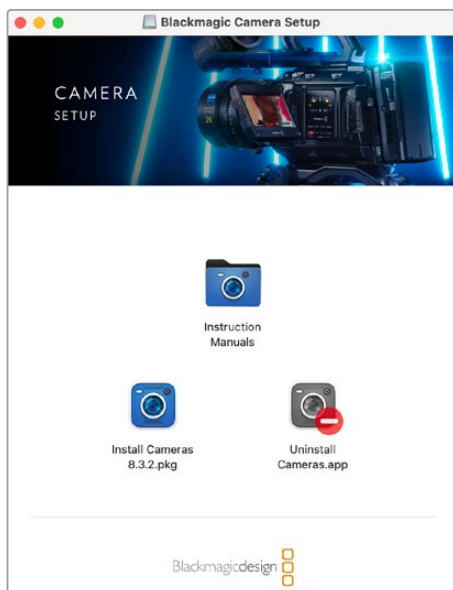 Blackmagic Camera Setup
CAMERA
SETUP
Instruction
Manuals
Install Cameras
8.3.2.pkg
Uninstall
Cameras.app
Blackmagicdesign